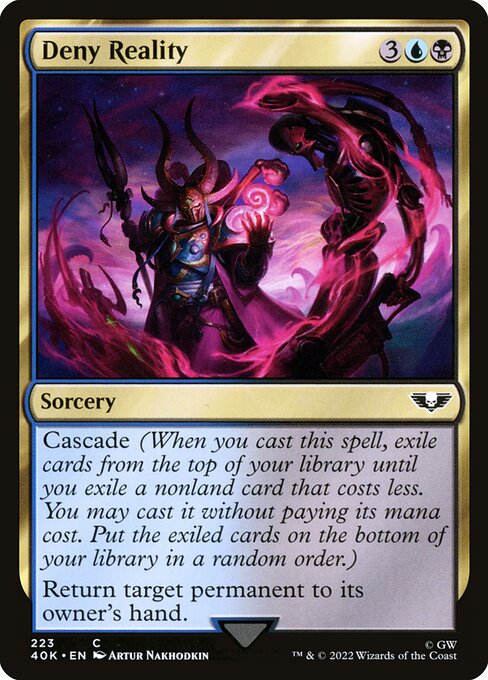 Deny Reality 3
Sorcery
Cascade (When you cast this spell, exile
cards from the top of your library until
you exile a nonland card that costs less.
You may cast it without paying its mana
cost. Put the exiled cards on the bottom of
your library in a random order.)
Return target permanent to its
owner's hand.
223 C
40K • EN Artur Nakhodkin
© GW
™ & © 2022 Wizards of the Coast